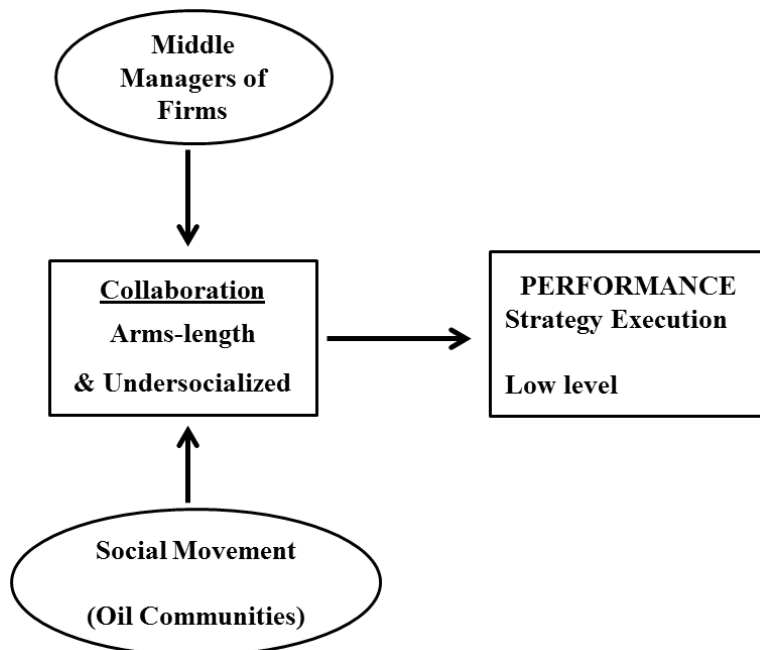 Middle
Managers of
Firms
Collaboration
Arms-length
& Undersocialized
PERFORMANCE
Strategy Execution
Low level
Social Movement
(Oil Communities)